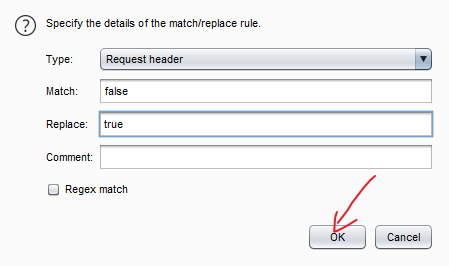 Specify the details of the match/replace rule.
Type: Request header
Match: false
Replace: true
Comment:
Regex match
OK Cancel